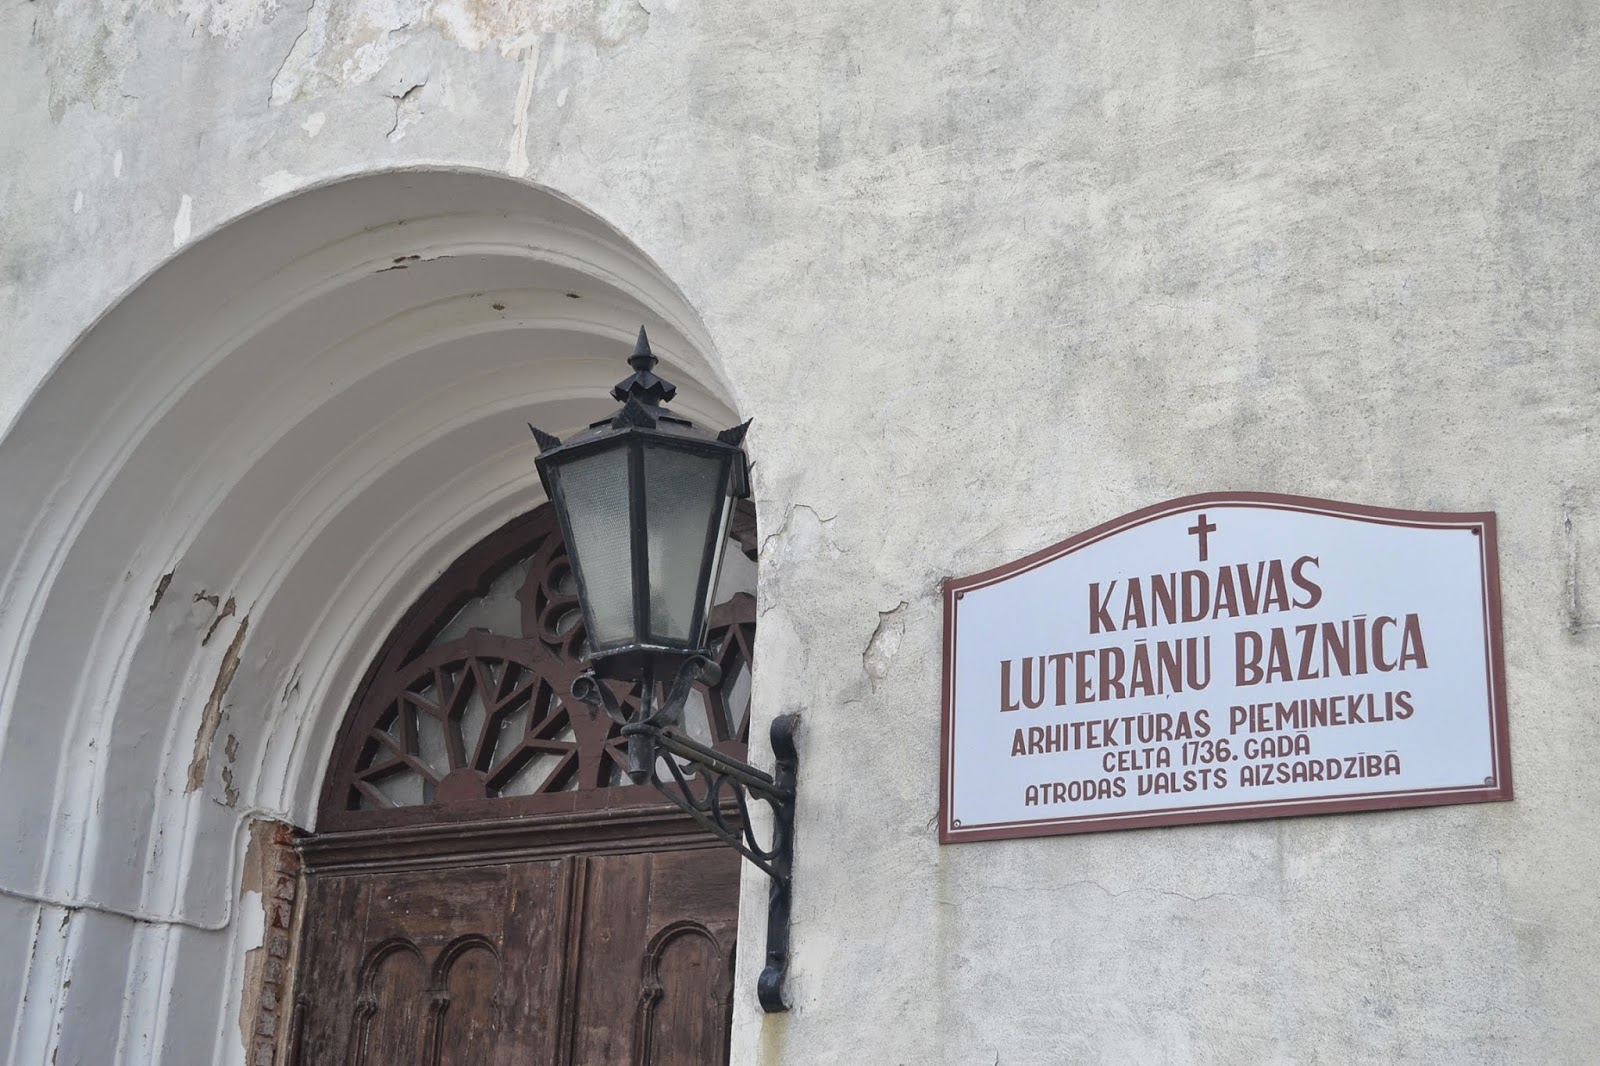 KANDAVAS
LUTERĀŅU BAZNĪCA
ARHITEKTŪRAS PIEMINEKLIS
CELTA 1736. GADĀ
ATRODAS VALSTS AIZSARDZĪBĀ